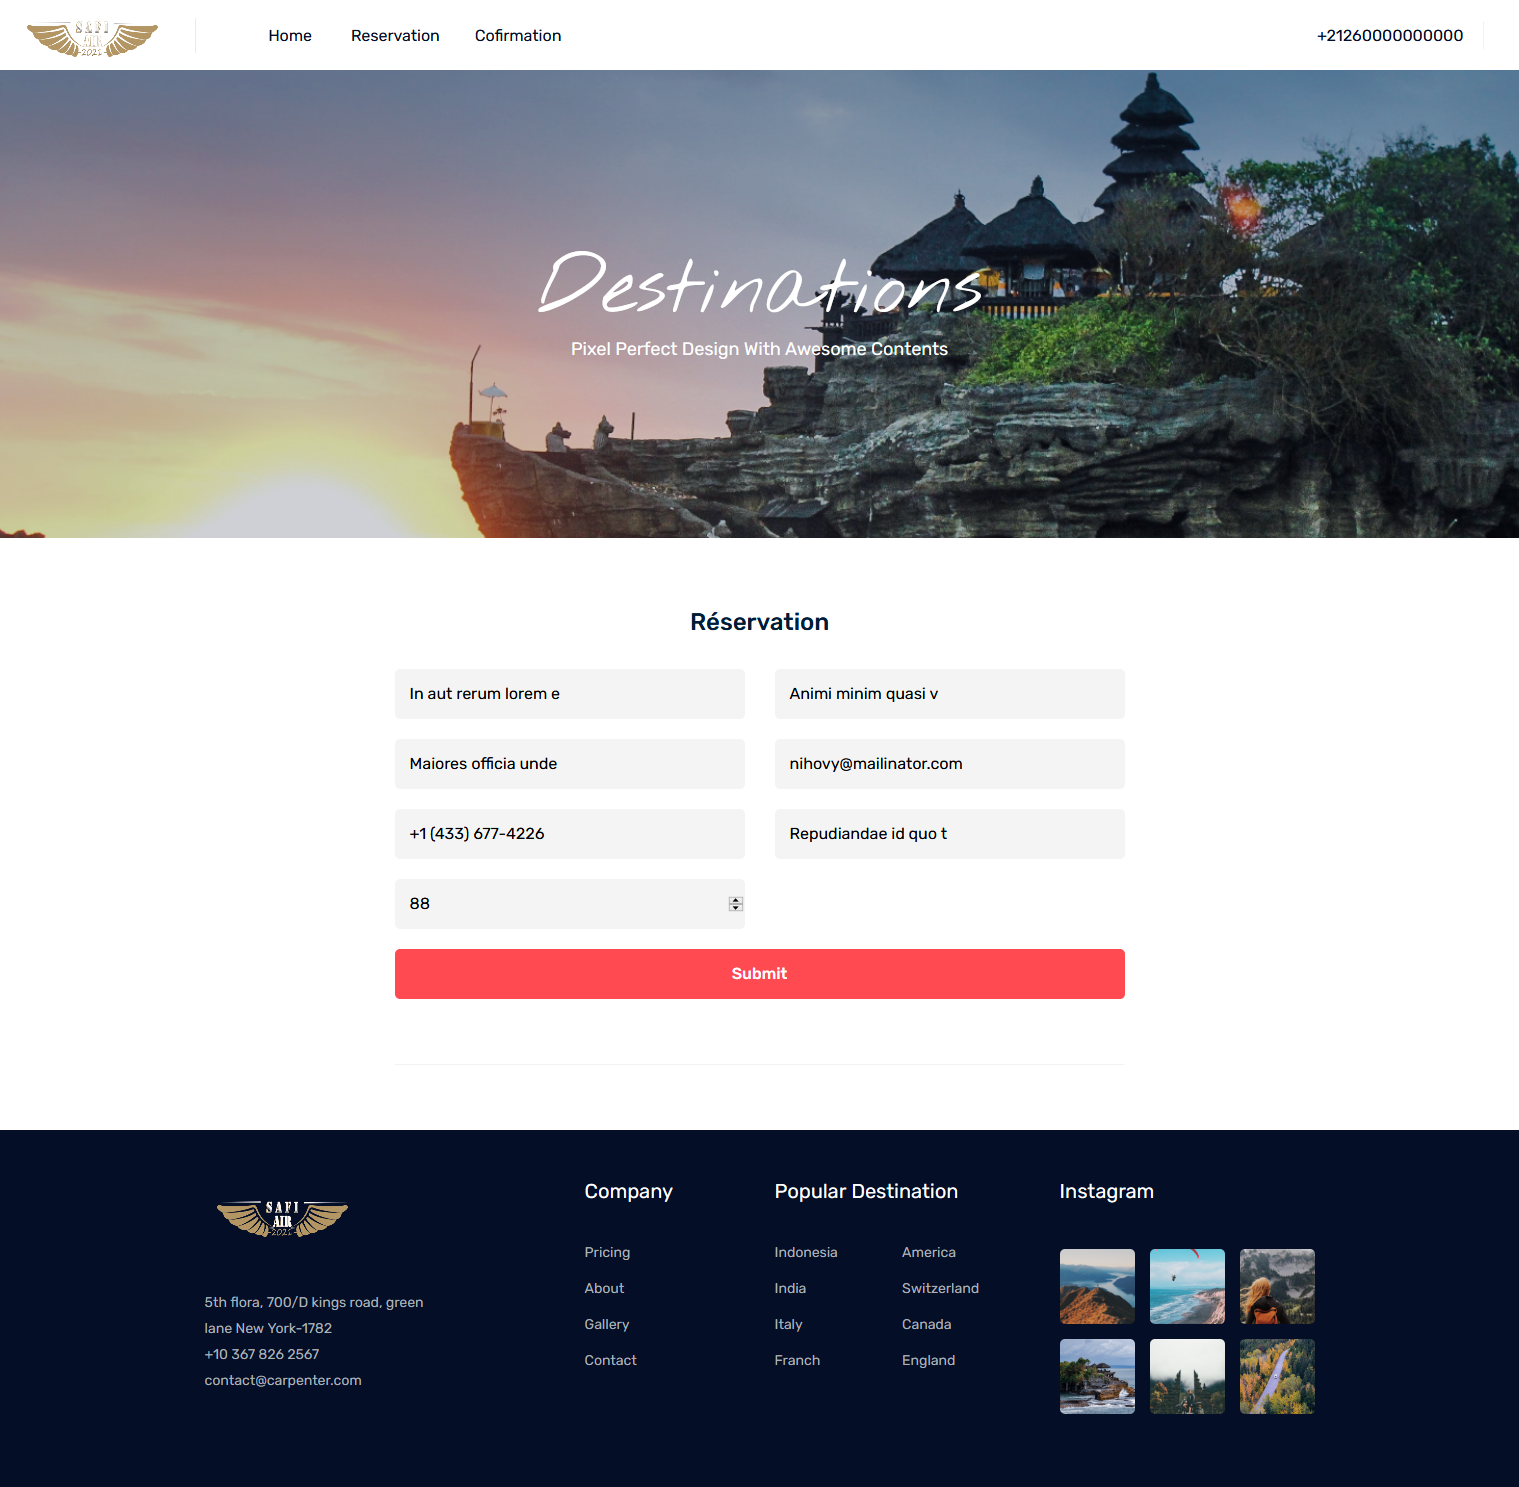 SAFI
AIR
-2021-
Home Reservation Cofirmation +21260000000000
Destinations
Pixel Perfect Design With Awesome Contents
Réservation
In aut rerum lorem e Animi minim quasi v
Maiores officia unde nihovy@mailinator.com
+1 (433) 677-4226 Repudiandae id quo t
88
Submit
SAFI
AIR
-2021-
5th flora, 700/D kings road, green
lane New York-1782
+10 367 826 2567
contact@carpenter.com
Company
Pricing
About
Gallery
Contact
Popular Destination
Indonesia America
India Switzerland
Italy Canada
Franch England
Instagram